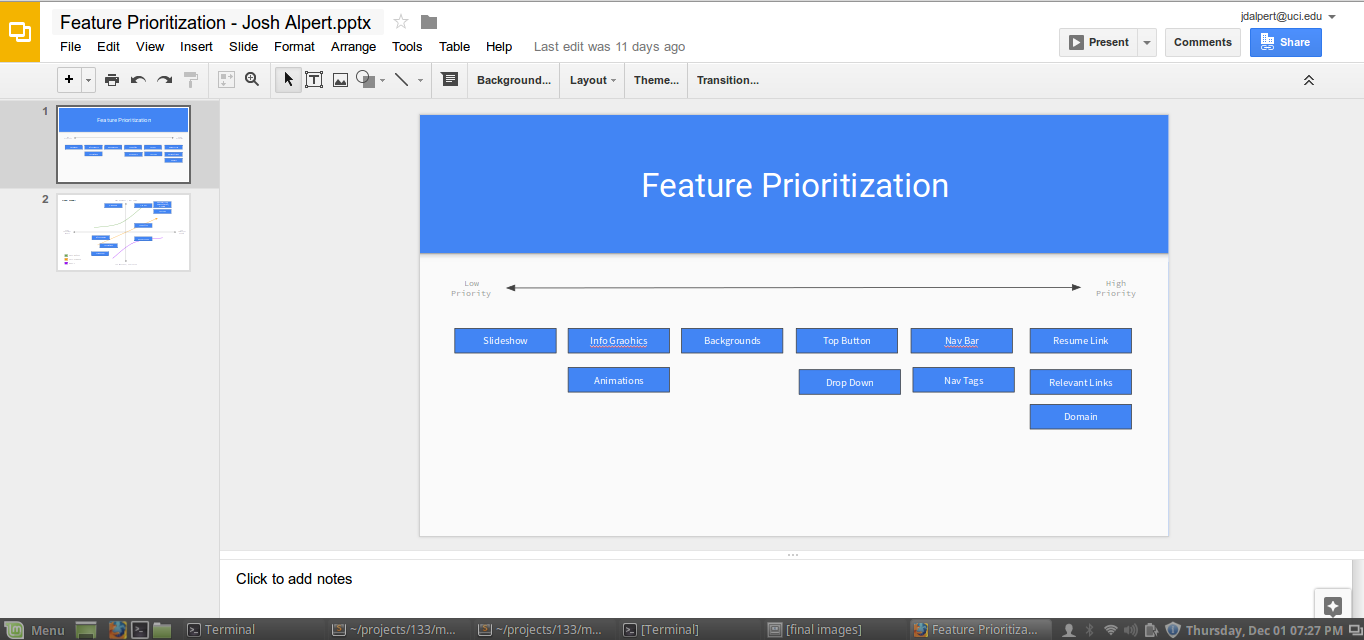 Feature Prioritization - Josh Alpert.pptx
jdalpert@uci.edu
File Edit View Insert Slide Format Arrange Tools Table Help Last edit was 11 days ago
Present Comments Share
Background... Layout Theme... Transition...
1
Feature Prioritization
2
Feature Prioritization
Low
Priority
High
Priority
Slideshow Info Graohics Backgrounds Top Button Nav Bar Resume Link
Animations Drop Down Nav Tags Relevant Links
Domain
Click to add notes
Menu Terminal ~/projects/133/m... ~/projects/133/m... [Terminal] [final images] Feature Prioritiza... Thursday, Dec 01 07:27 PM